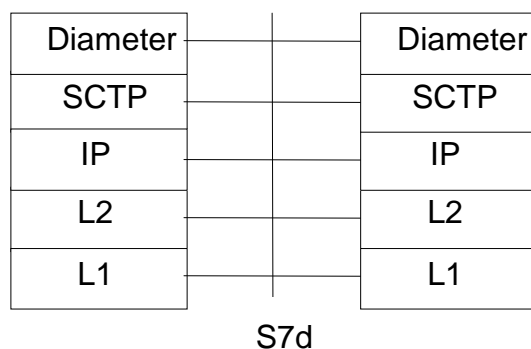 Diameter Diameter
SCTP SCTP
IP IP
L2 L2
L1 L1
S7d